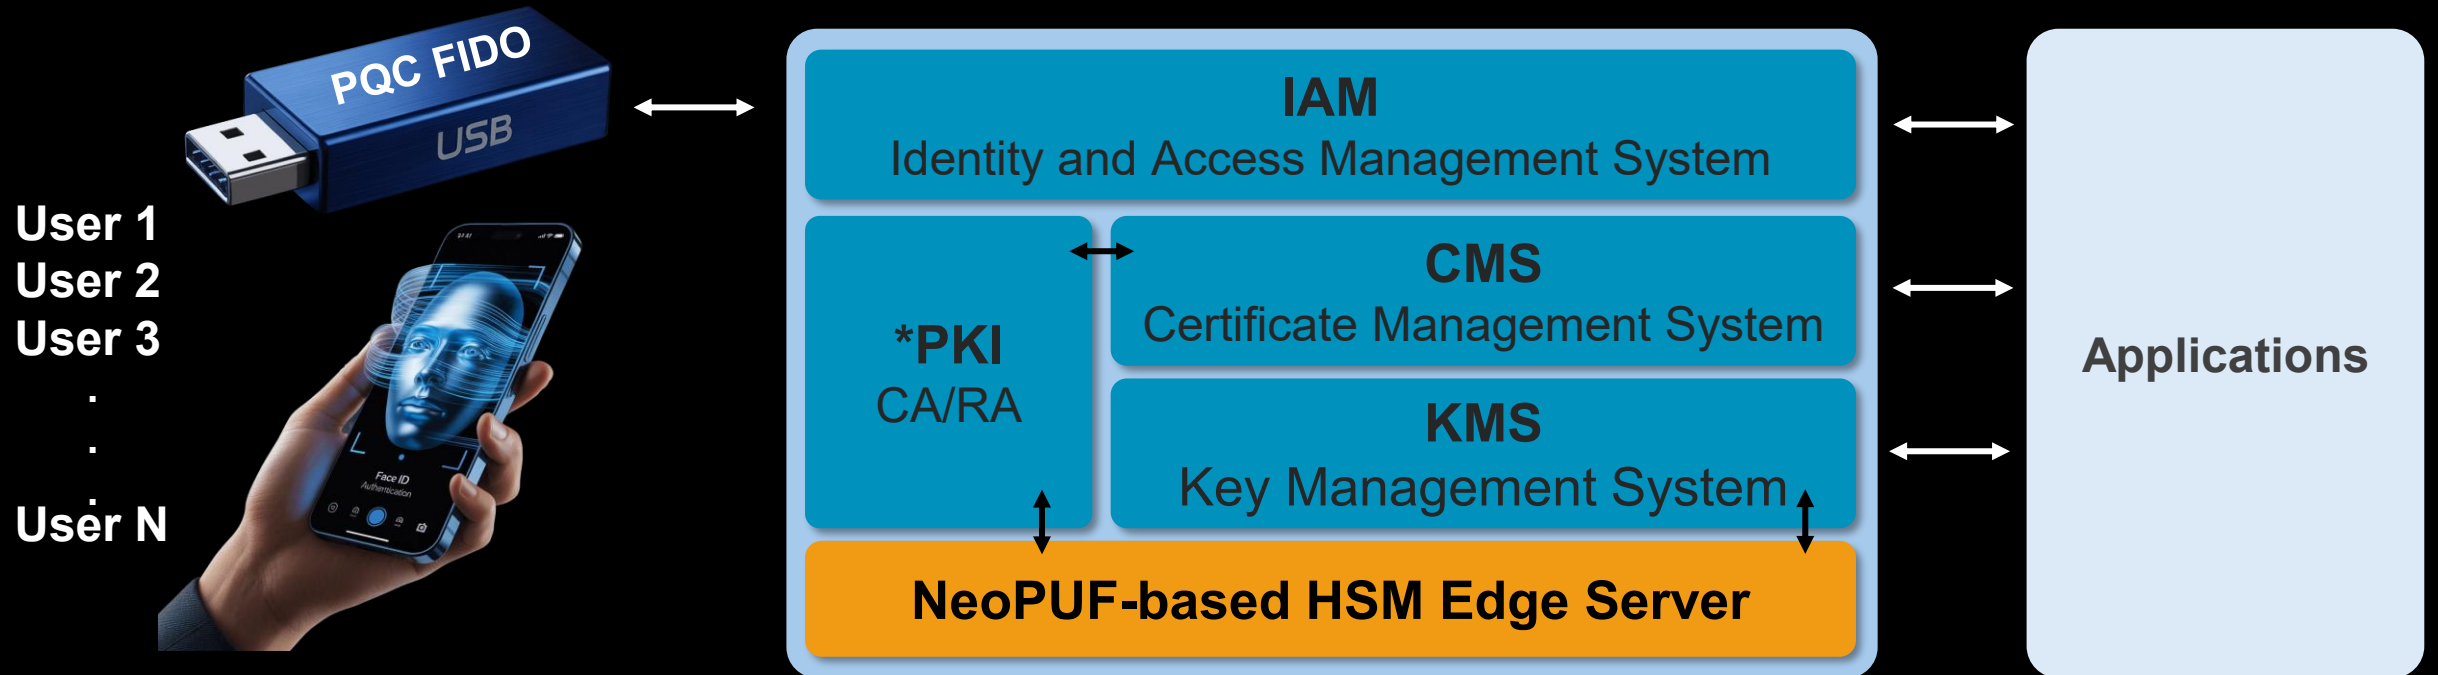 PQC FIDO
USB
User 1
User 2
User 3
.
.
.
User N
Face ID
Authentication
IAM
Identity and Access Management System
*PKI
CA/RA
CMS
Certificate Management System
KMS
Key Management System
NeoPUF-based HSM Edge Server
Applications